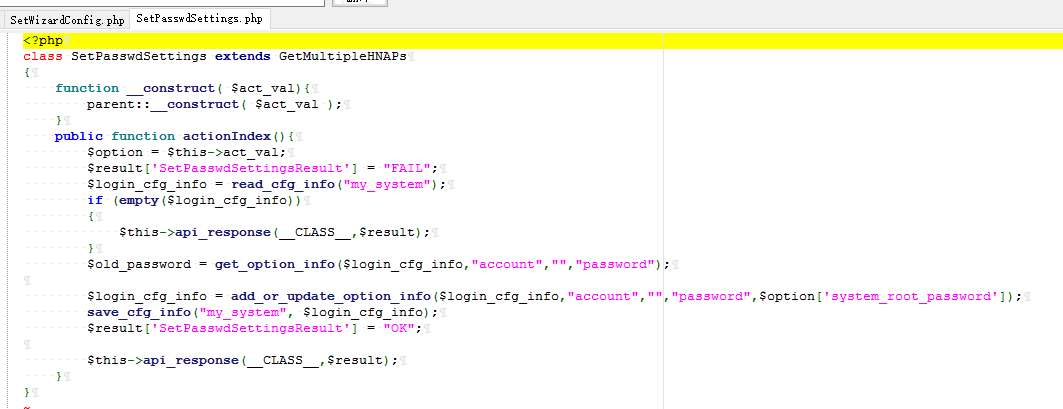 SetWizardConfig.php SetPasswdSettings.php
<?php
class SetPasswdSettings extends GetMultipleHNAPs
{
    function __construct( $act_val){
        parent::__construct( $act_val );
    }
    public function actionIndex(){
        $option = $this->act_val;
        $result['SetPasswdSettingsResult'] = "FAIL";
        $login_cfg_info = read_cfg_info("my_system");
        if (empty($login_cfg_info))
        {
            $this->api_response(__CLASS__,$result);
        }
        $old_password = get_option_info($login_cfg_info,"account","","password");

        $login_cfg_info = add_or_update_option_info($login_cfg_info,"account","","password",$option['system_root_password']);
        save_cfg_info("my_system", $login_cfg_info);
        $result['SetPasswdSettingsResult'] = "OK";

        $this->api_response(__CLASS__,$result);
    }
}
~